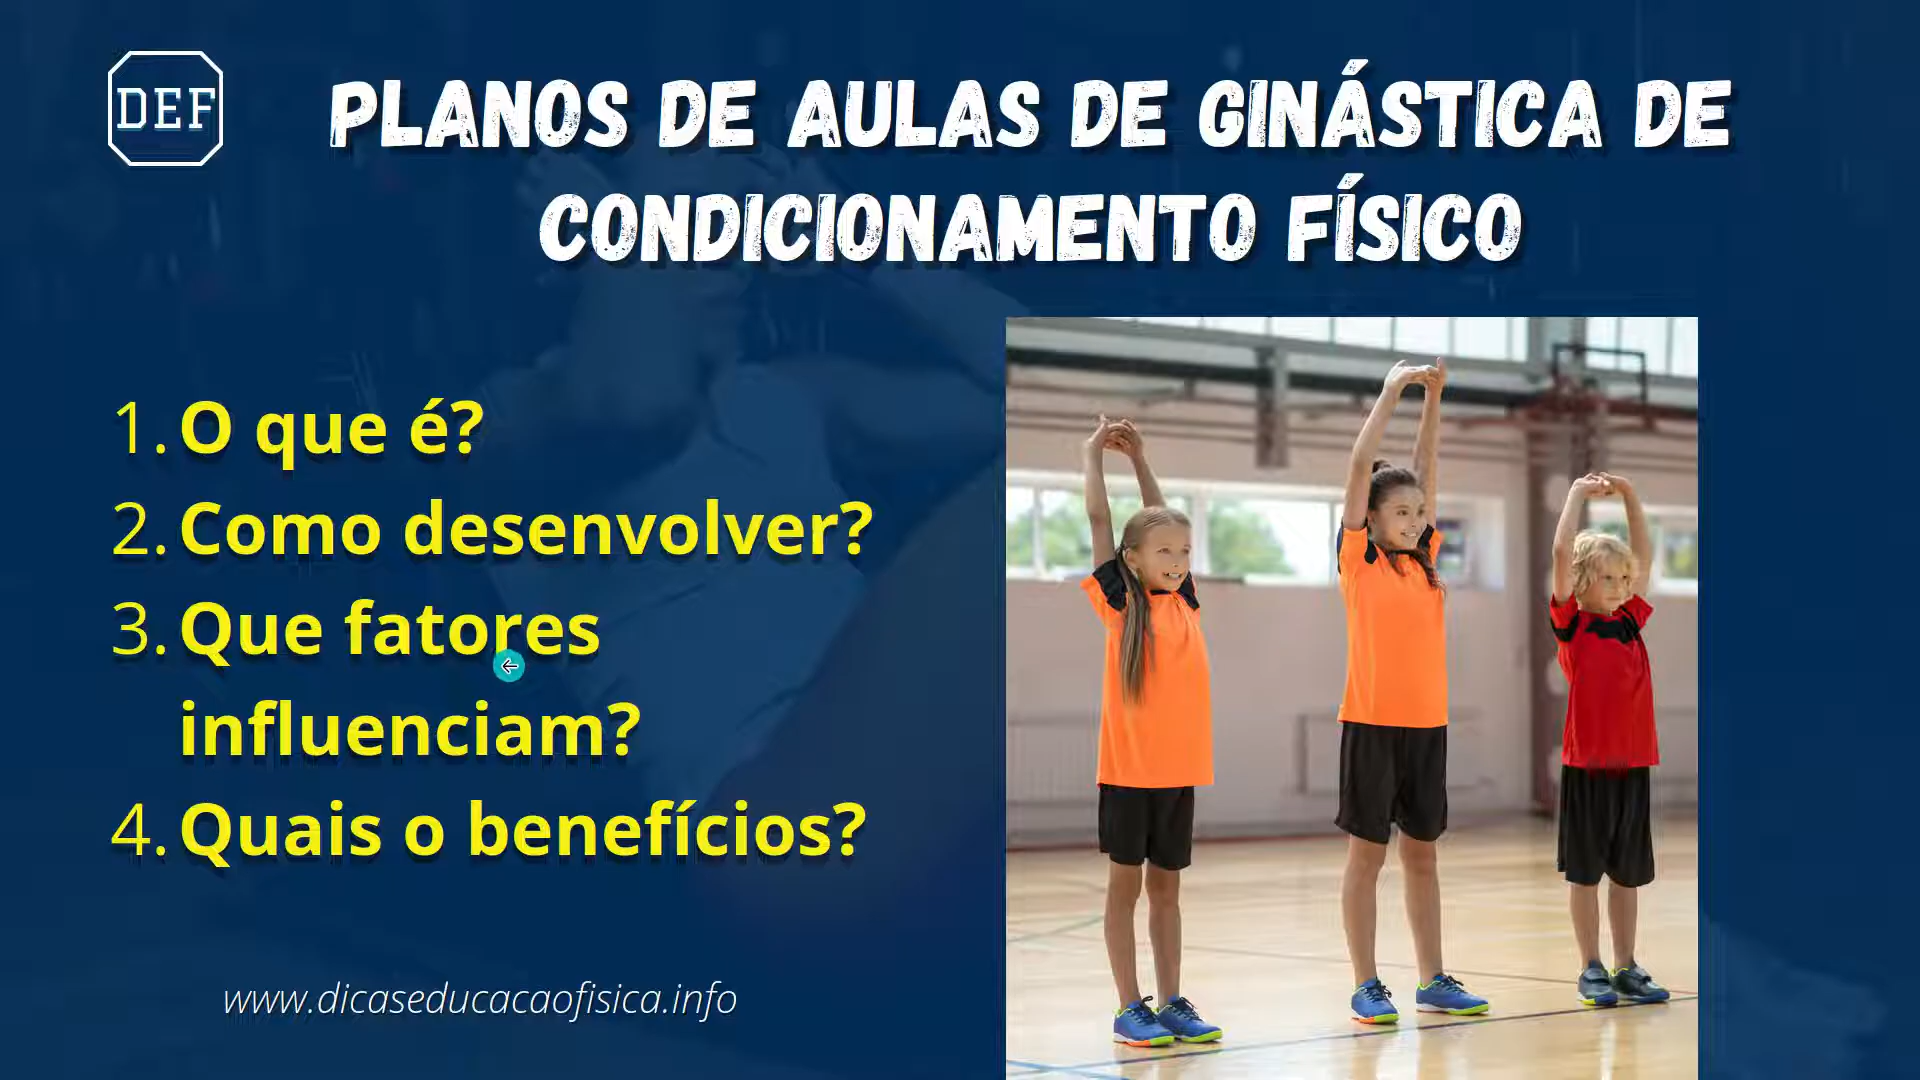 DEF
PLANOS DE AULAS DE GINÁSTICA DE
CONDICIONAMENTO FÍSICO
1. O que é?
2. Como desenvolver?
3. Que fatores
influenciam?
4. Quais o benefícios?
www.dicaseducacaofisica.info